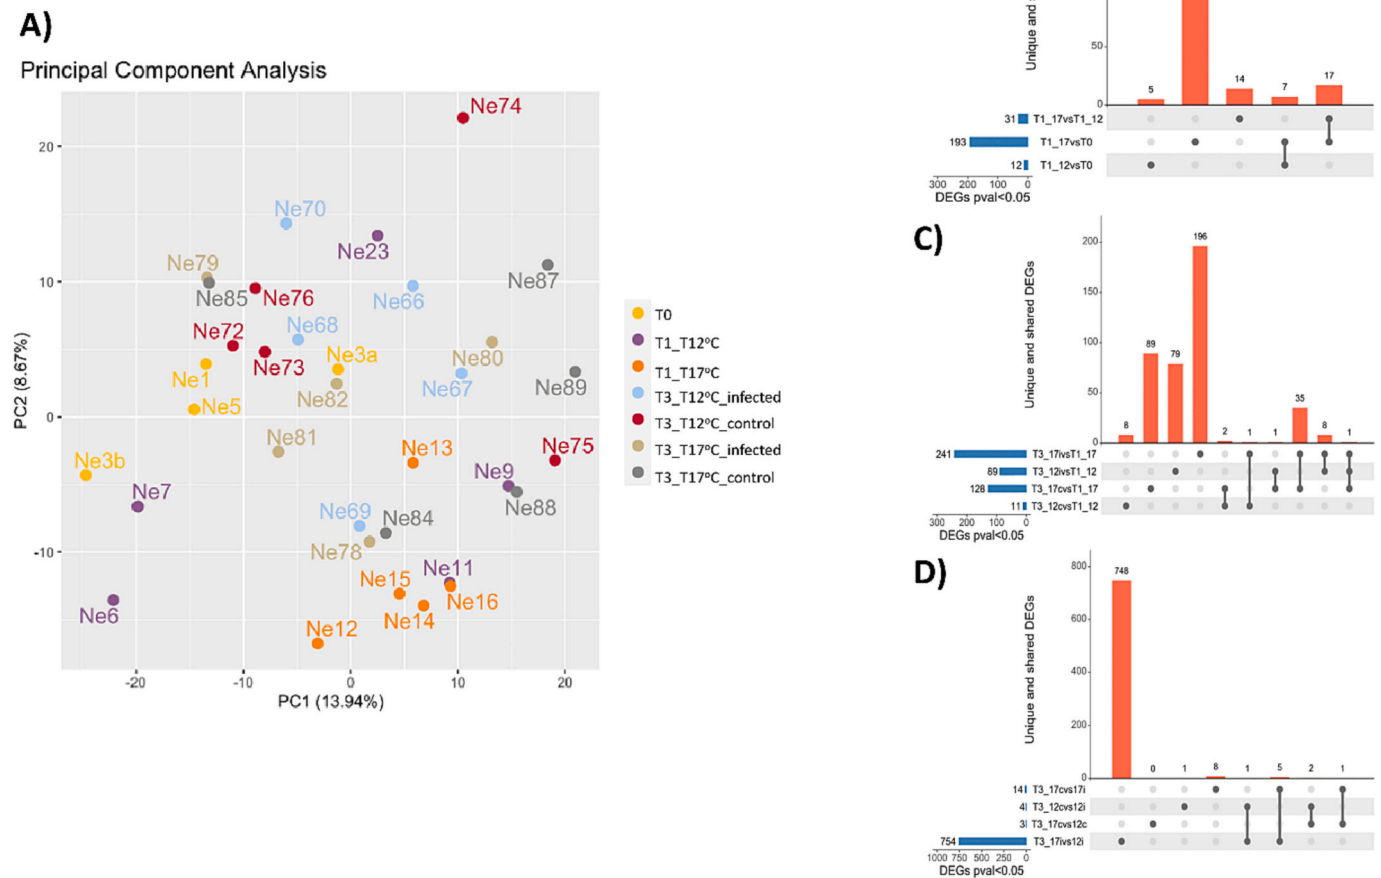 A)
Principal Component Analysis
Ne74
Ne70
Ne23
Ne79
Ne85
Ne76
Ne66
Ne87
Ne72
Ne68
Ne73
Ne3a
Ne80
Ne1
Ne82
Ne67
Ne89
Ne5
Ne81
Ne13
Ne75
Ne3b
Ne9
Ne7
Ne69
Ne84
Ne88
Ne78
Ne11
Ne15
Ne16
Ne6
Ne14
Ne12
20
10
0
-10
PC2 (8.67%)
-20 -10 0 10 20
PC1 (13.94%)
T0
T1_T12ºC
T1_T17ºC
T3_T12ºC_infected
T3_T12ºC_control
T3_T17ºC_infected
T3_T17ºC_control
Unique and s
50
0
5 14 7 17
31 T1_17vsT1_12
193 T1_17vsT0
12 T1_12vsT0
300 200 100 0
DEGs pval<0.05
C)
Unique and shared DEGs
200
150
100
50
0
8 89 79 196 2 1 1 35 8 1
241 T3_17ivsT1_17
89 T3_12ivsT1_12
128 T3_17cvsT1_17
11 T3_12cvsT1_12
300 200 100 0
DEGs pval<0.05
D)
Unique and shared DEGs
800
600
400
200
0
748 0 1 8 1 5 2 1
14 T3_17cvs17i
4 T3_12cvs12i
3 T3_17cvs12c
754 T3_17ivs12i
1000 750 500 250 0
DEGs pval<0.05